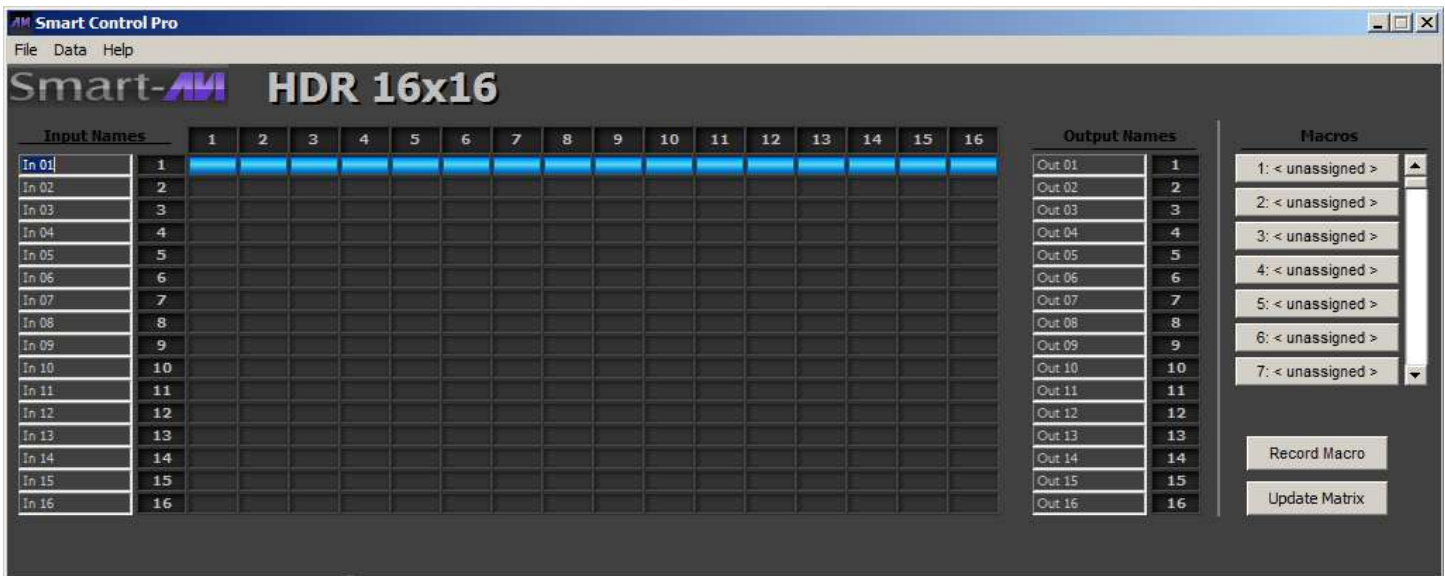 Smart Control Pro
File Data Help
Smart-AVI HDR 16x16
Input Names 1 2 3 4 5 6 7 8 9 10 11 12 13 14 15 16 Output Names Macros
In 01 1 Out 01 1
In 02 2 Out 02 2
In 03 3 Out 03 3
In 04 4 Out 04 4
In 05 5 Out 05 5
In 06 6 Out 06 6
In 07 7 Out 07 7
In 08 8 Out 08 8
In 09 9 Out 09 9
In 10 10 Out 10 10
In 11 11 Out 11 11
In 12 12 Out 12 12
In 13 13 Out 13 13
In 14 14 Out 14 14
In 15 15 Out 15 15
In 16 16 Out 16 16
1: < unassigned >
2: < unassigned >
3: < unassigned >
4: < unassigned >
5: < unassigned >
6: < unassigned >
7: < unassigned >
Record Macro
Update Matrix